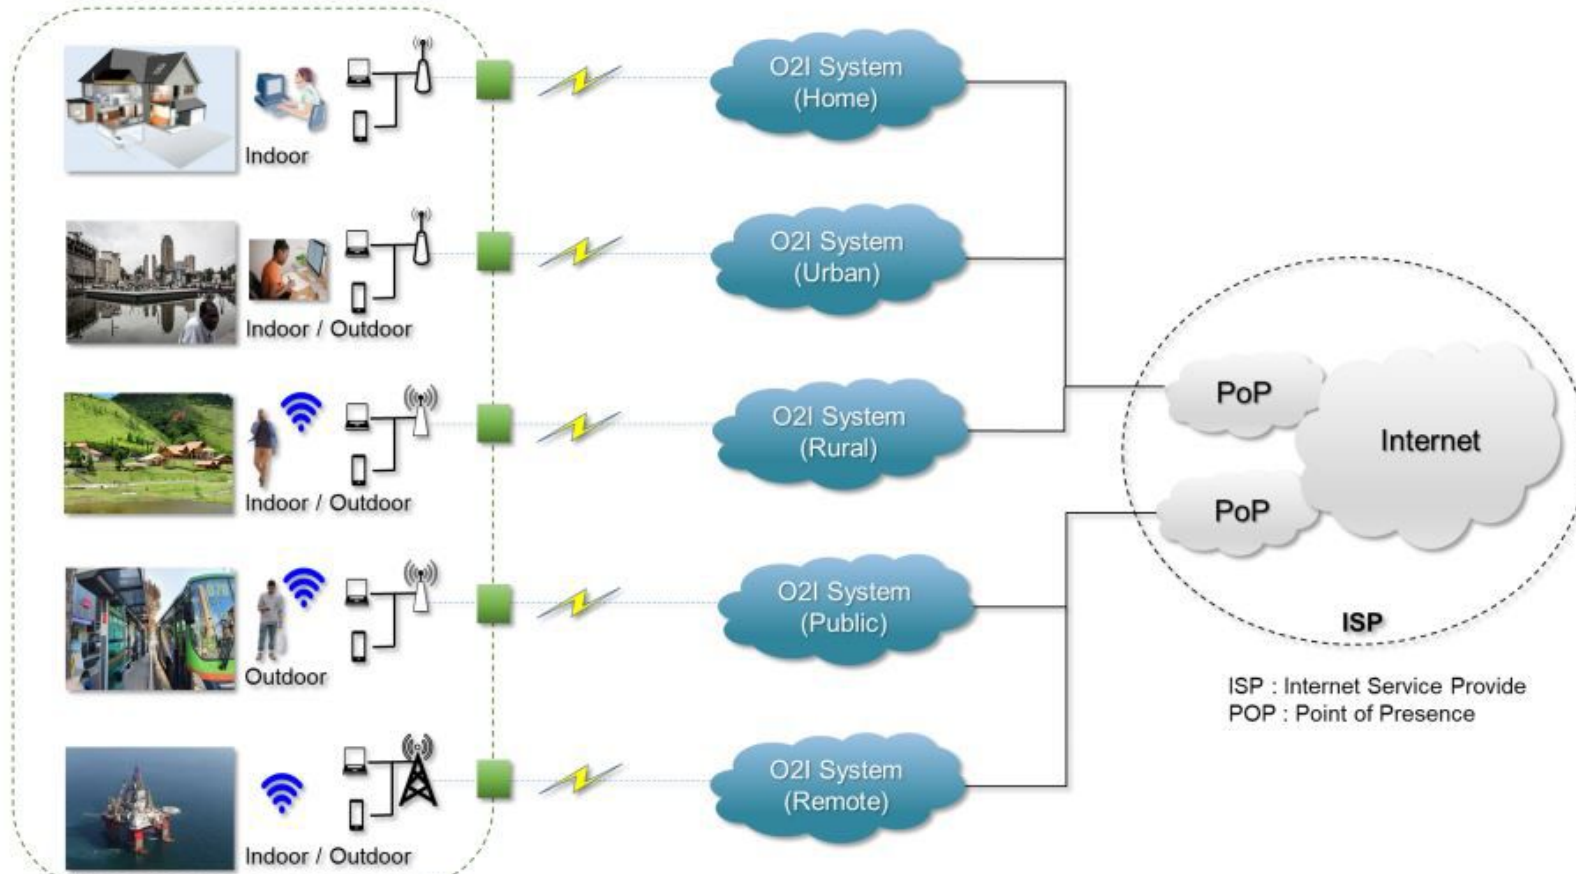 O2I System
(Home)
Indoor
O2I System
(Urban)
Indoor / Outdoor
O2I System
(Rural)
Indoor / Outdoor
PoP
Internet
PoP
O2I System
(Public)
Outdoor
ISP
ISP : Internet Service Provide
POP : Point of Presence
O2I System
(Remote)
Indoor / Outdoor